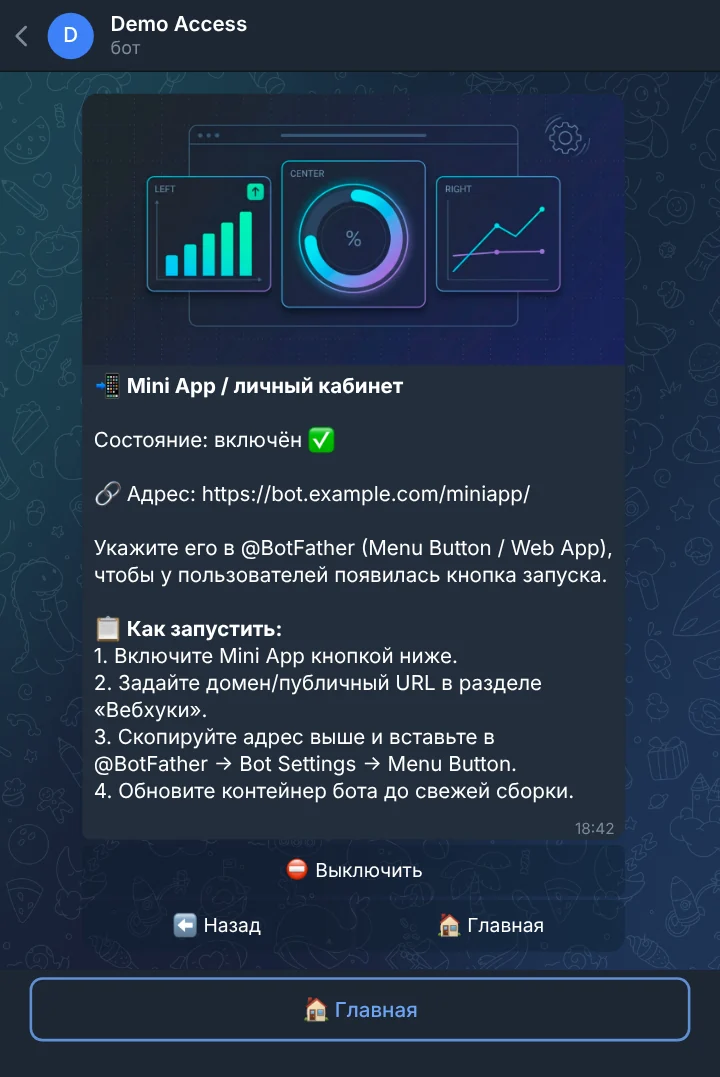 D
Demo Access
бот
LEFT
CENTER
RIGHT
%
📲 Mini App / личный кабинет
Состояние: включён ✅
🔗 Адрес: https://bot.example.com/miniapp/
Укажите его в @BotFather (Menu Button / Web App),
чтобы у пользователей появилась кнопка запуска.
📋 Как запустить:
1. Включите Mini App кнопкой ниже.
2. Задайте домен/публичный URL в разделе
«Вебхуки».
3. Скопируйте адрес выше и вставьте в
@BotFather → Bot Settings → Menu Button.
4. Обновите контейнер бота до свежей сборки.
18:42
⛔ Выключить
⬅️ Назад
🏠 Главная
🏠 Главная